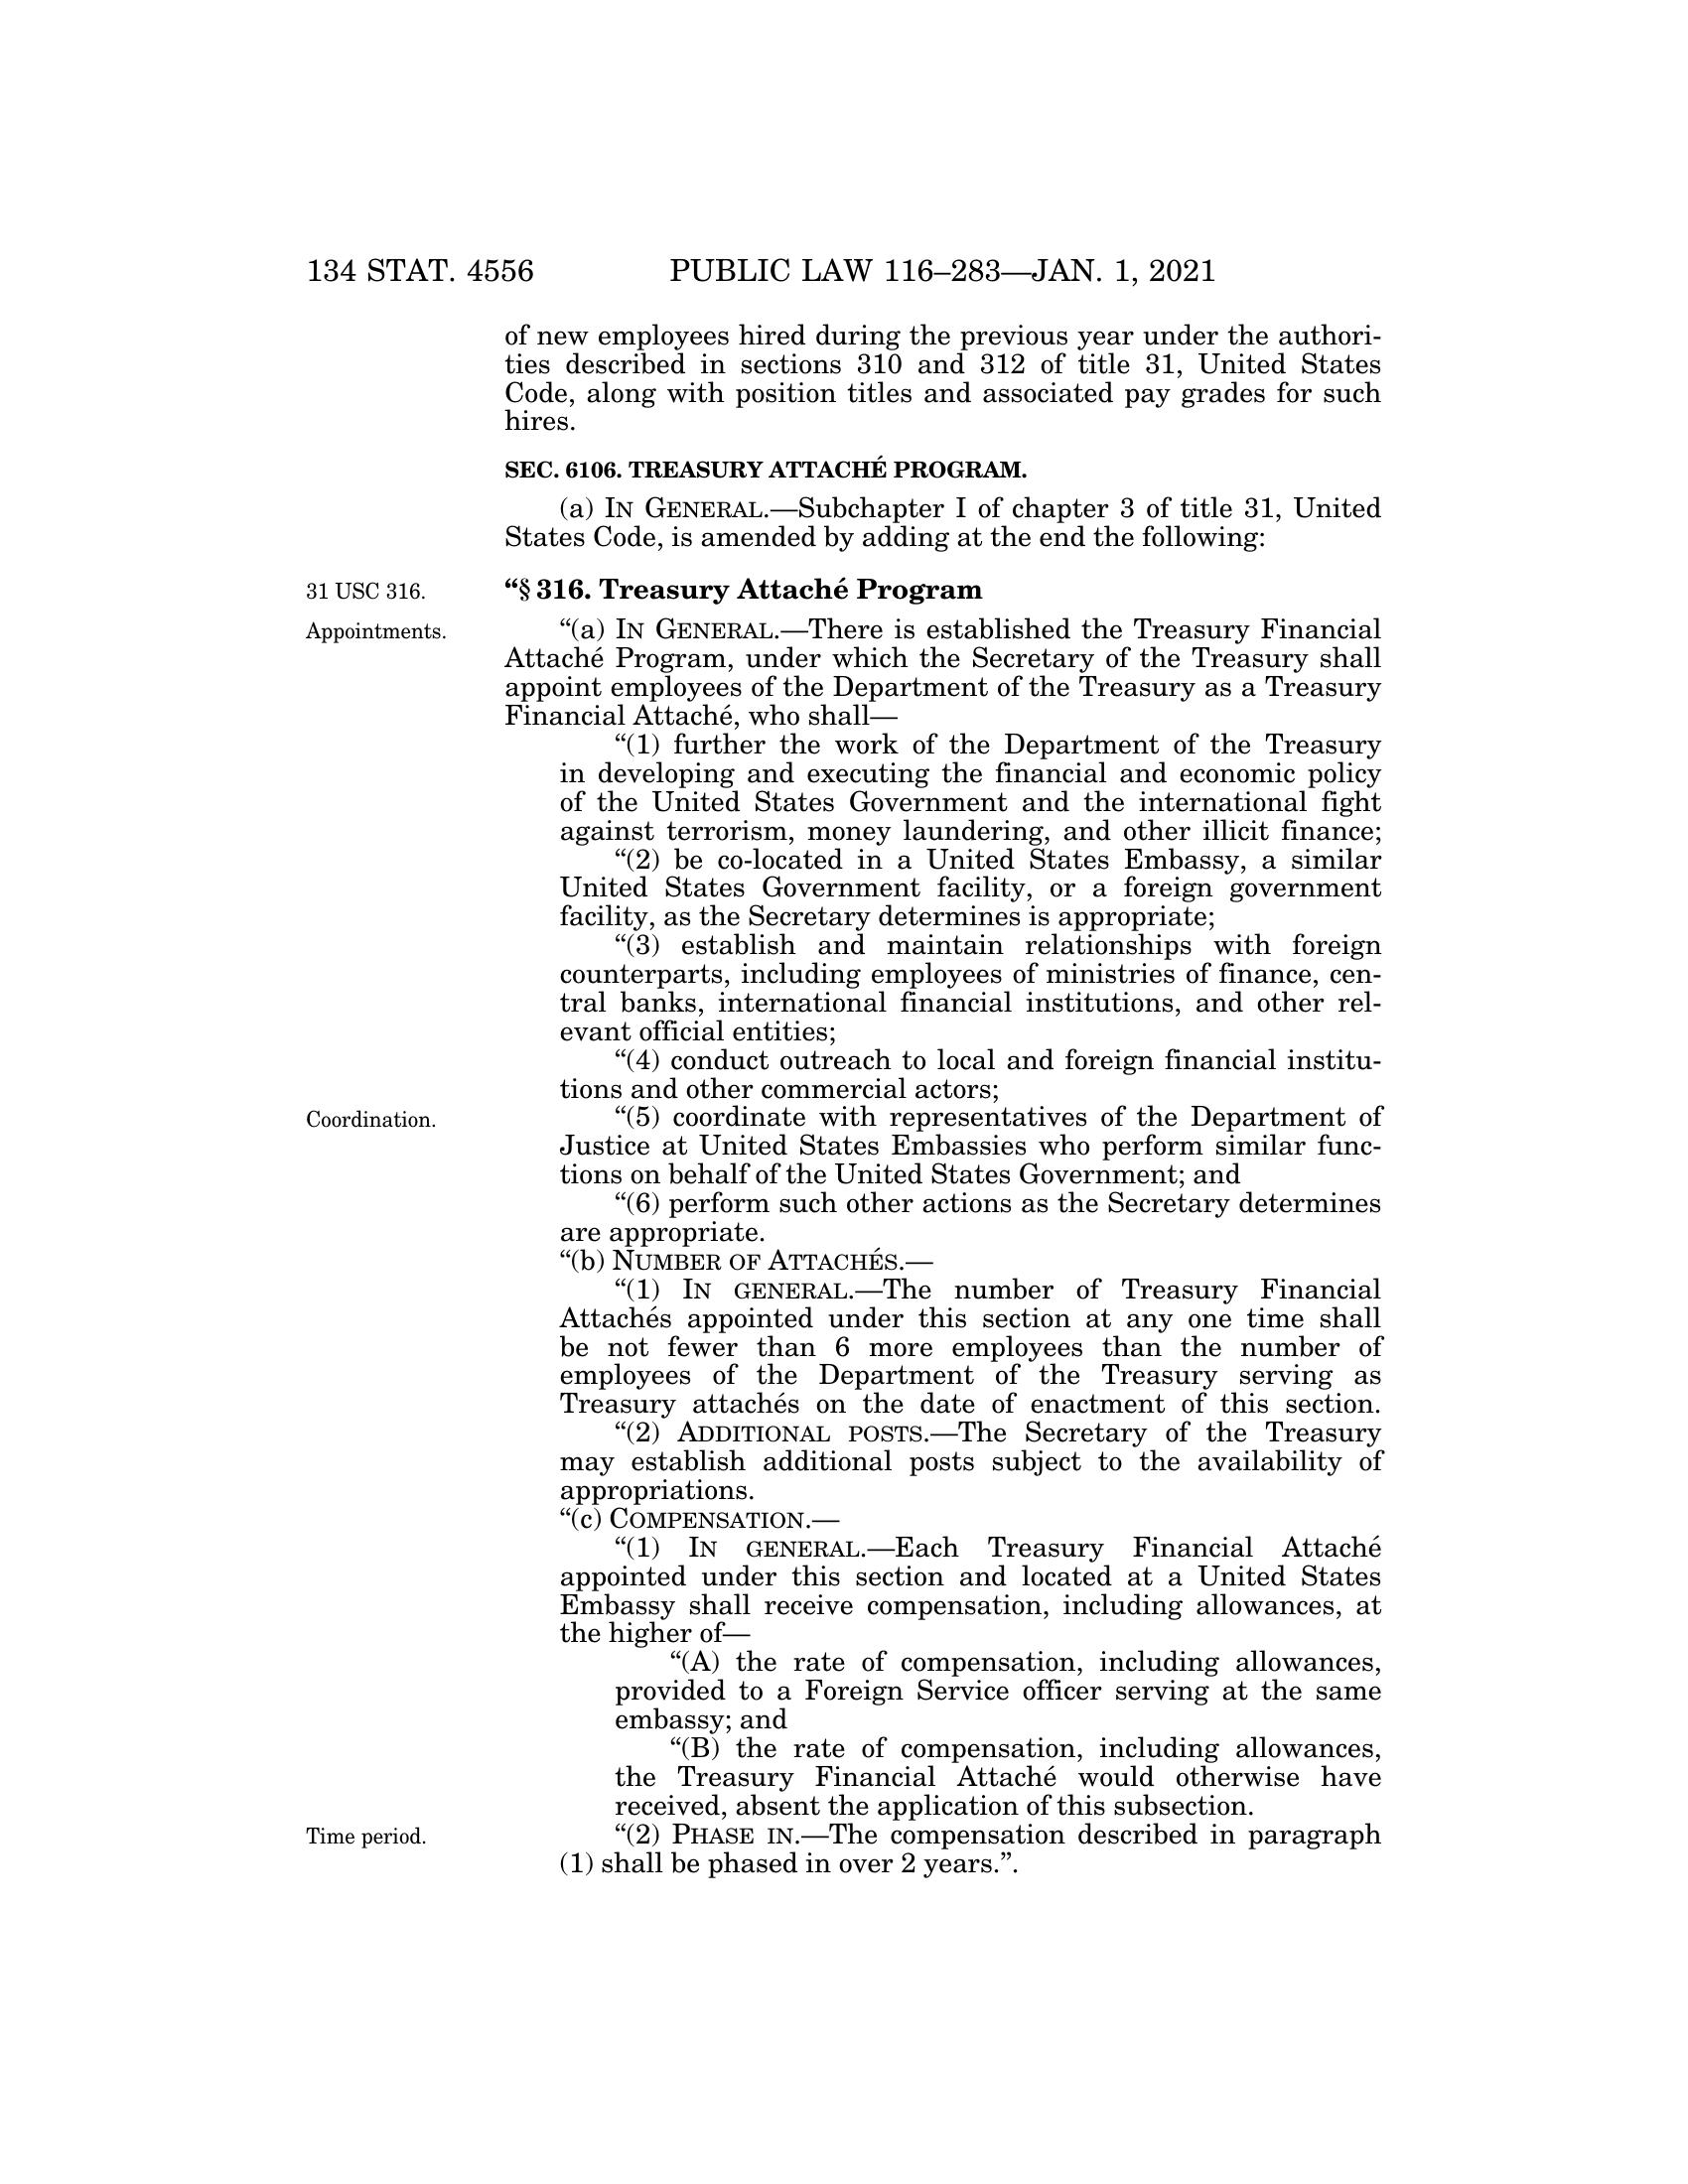 134 STAT. 4556 PUBLIC LAW 116–283—JAN. 1, 2021
of new employees hired during the previous year under the authori-
ties described in sections 310 and 312 of title 31, United States
Code, along with position titles and associated pay grades for such
hires.
SEC. 6106. TREASURY ATTACHÉ PROGRAM.
(a) IN GENERAL.—Subchapter I of chapter 3 of title 31, United
States Code, is amended by adding at the end the following:
31 USC 316.
“§ 316. Treasury Attaché Program
Appointments.
“(a) IN GENERAL.—There is established the Treasury Financial
Attaché Program, under which the Secretary of the Treasury shall
appoint employees of the Department of the Treasury as a Treasury
Financial Attaché, who shall—
“(1) further the work of the Department of the Treasury
in developing and executing the financial and economic policy
of the United States Government and the international fight
against terrorism, money laundering, and other illicit finance;
“(2) be co-located in a United States Embassy, a similar
United States Government facility, or a foreign government
facility, as the Secretary determines is appropriate;
“(3) establish and maintain relationships with foreign
counterparts, including employees of ministries of finance, cen-
tral banks, international financial institutions, and other rel-
evant official entities;
“(4) conduct outreach to local and foreign financial institu-
tions and other commercial actors;
Coordination.
“(5) coordinate with representatives of the Department of
Justice at United States Embassies who perform similar func-
tions on behalf of the United States Government; and
“(6) perform such other actions as the Secretary determines
are appropriate.
“(b) NUMBER OF ATTACHÉS.—
“(1) IN GENERAL.—The number of Treasury Financial
Attachés appointed under this section at any one time shall
be not fewer than 6 more employees than the number of
employees of the Department of the Treasury serving as
Treasury attachés on the date of enactment of this section.
“(2) ADDITIONAL POSTS.—The Secretary of the Treasury
may establish additional posts subject to the availability of
appropriations.
“(c) COMPENSATION.—
“(1) IN GENERAL.—Each Treasury Financial Attaché
appointed under this section and located at a United States
Embassy shall receive compensation, including allowances, at
the higher of—
“(A) the rate of compensation, including allowances,
provided to a Foreign Service officer serving at the same
embassy; and
“(B) the rate of compensation, including allowances,
the Treasury Financial Attaché would otherwise have
received, absent the application of this subsection.
Time period.
“(2) PHASE IN.—The compensation described in paragraph
(1) shall be phased in over 2 years.”.